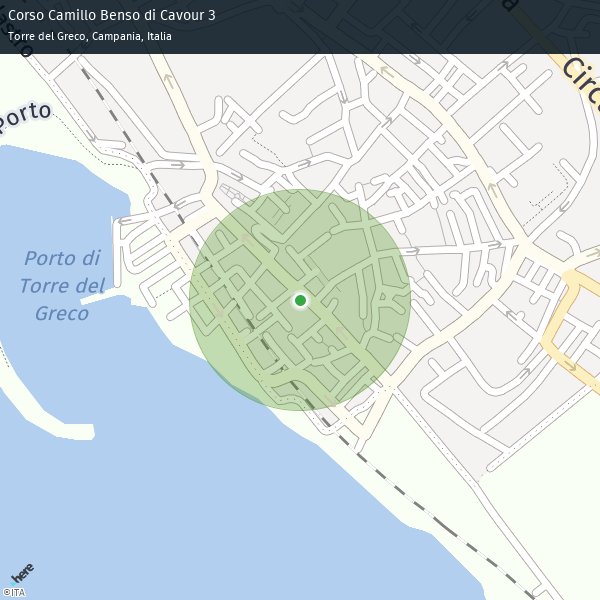 Corso Camillo Benso di Cavour 3
Torre del Greco, Campania, Italia
Porto
Porto di
Torre del
Greco
here
©ITA